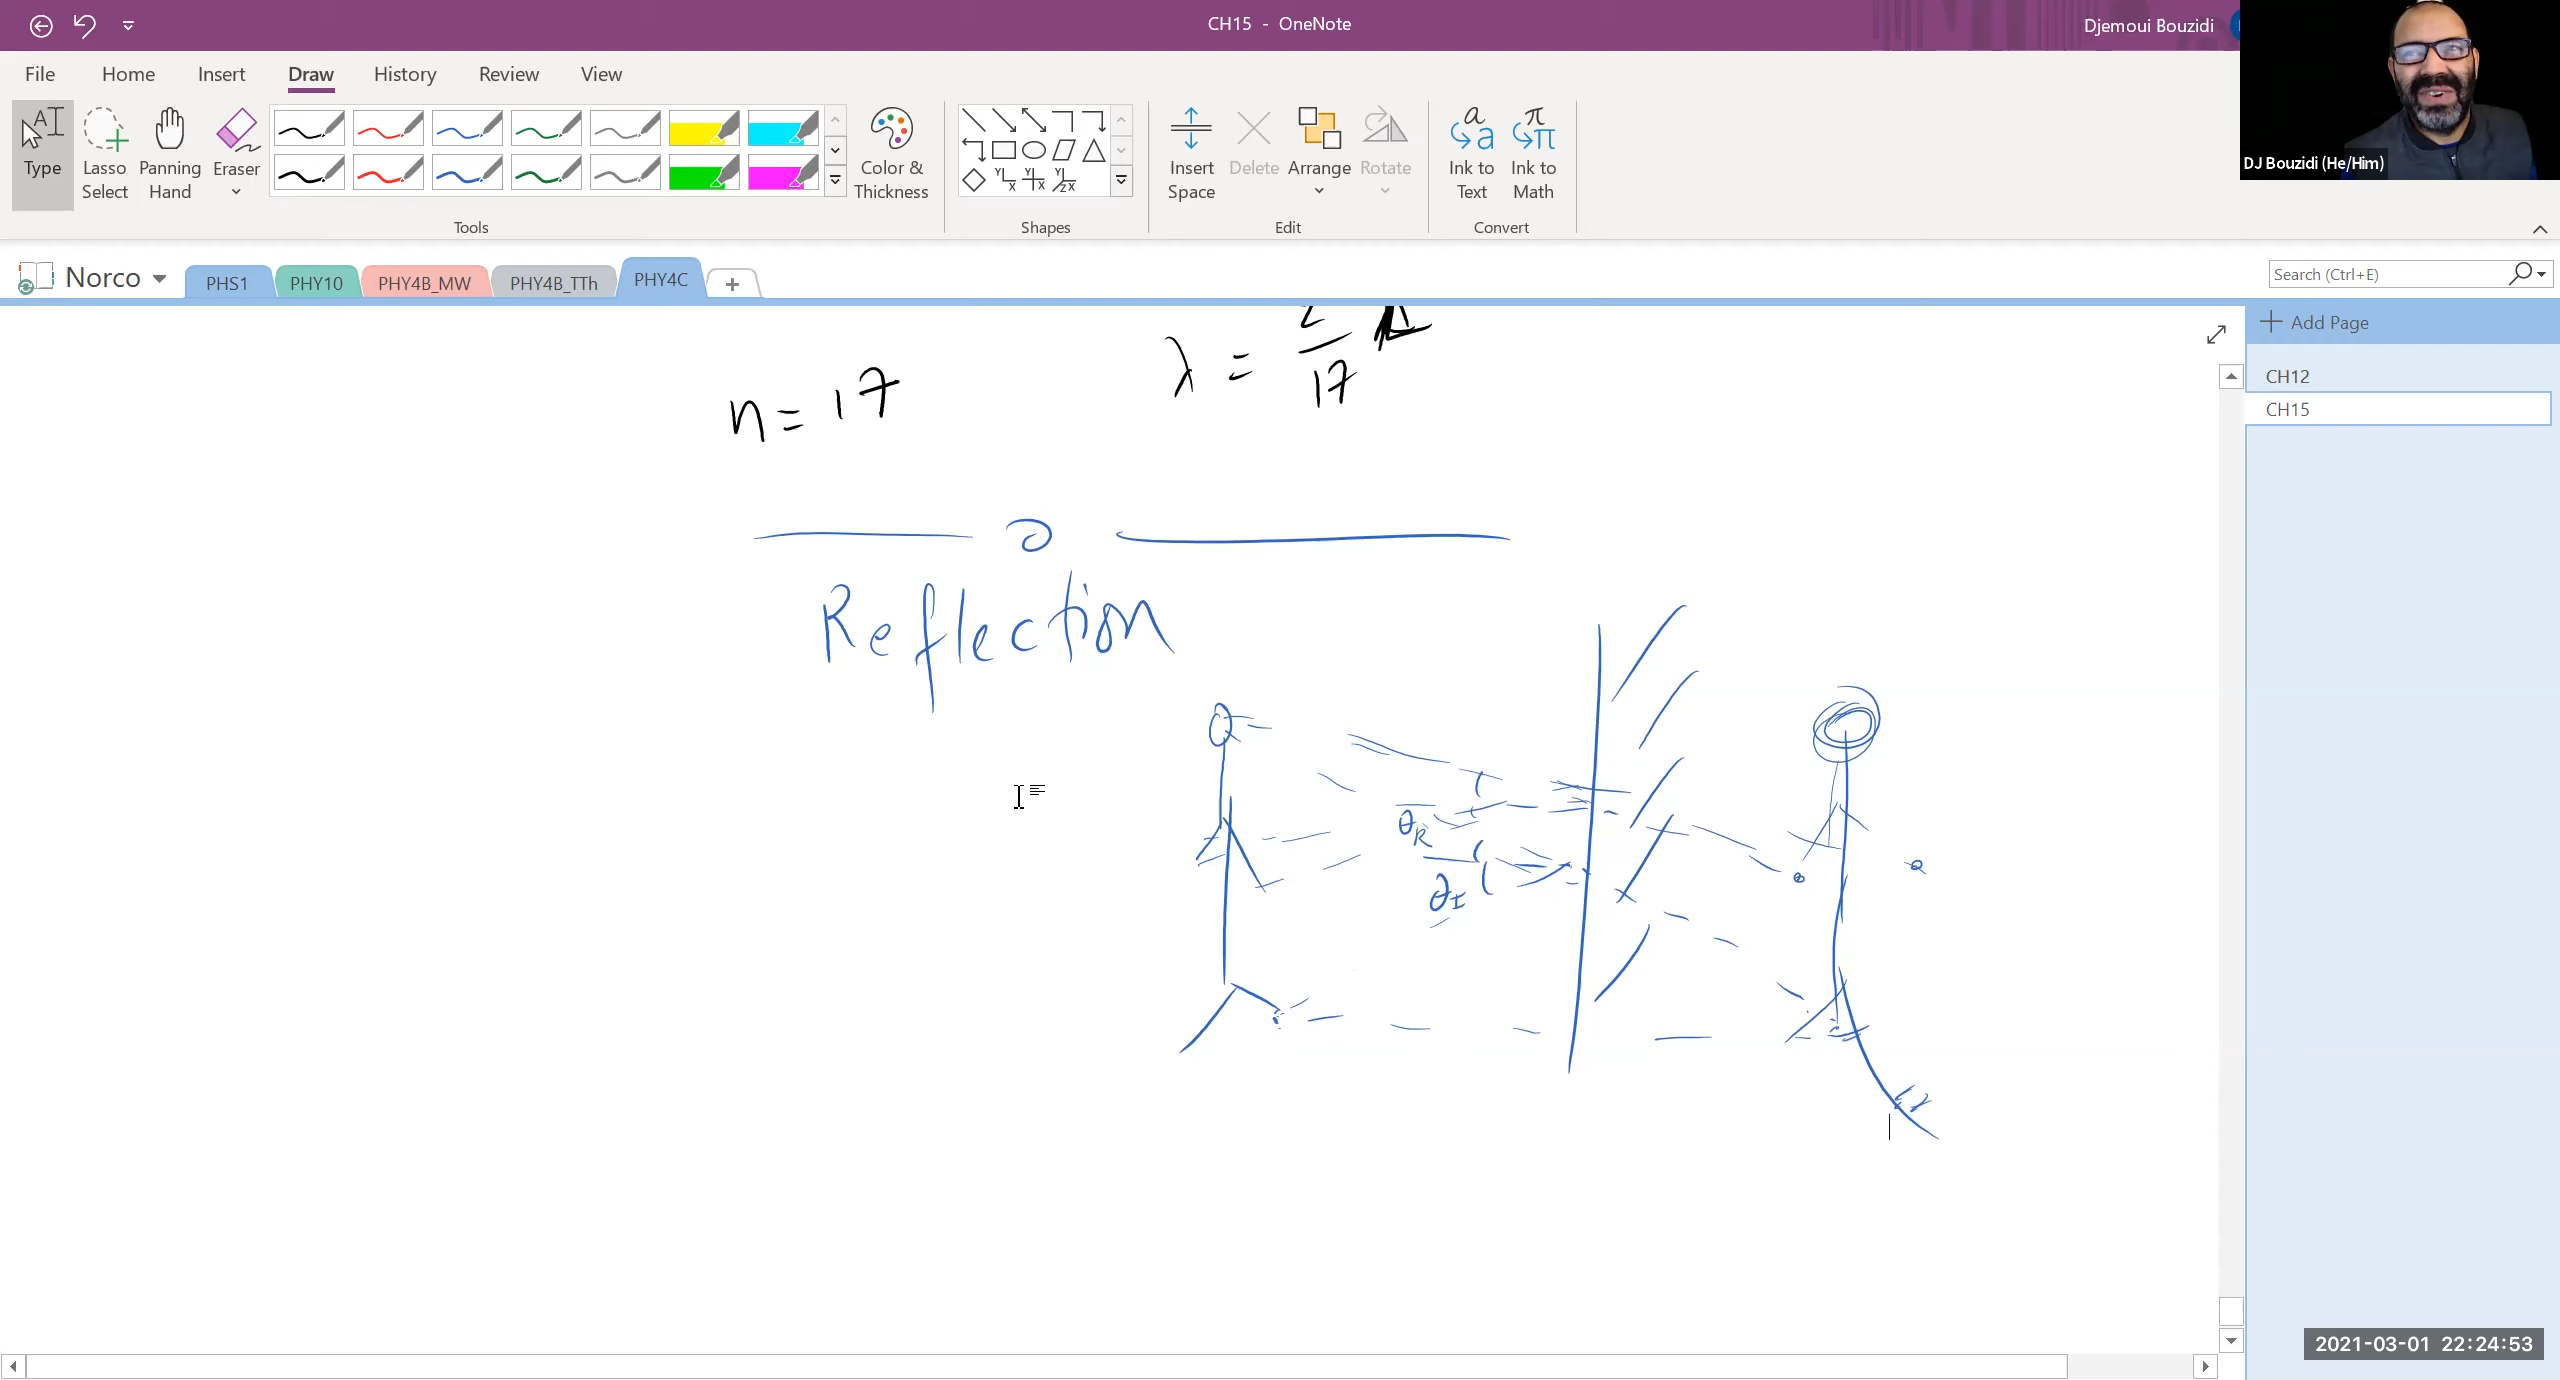 CH15 - OneNote
Djemoui Bouzidi
File Home Insert Draw History Review View
DJ Bouzidi (He/Him)
Type
Lasso Select
Panning Hand
Eraser
Color & Thickness
Insert Space
Delete
Arrange
Rotate
Ink to Text
Ink to Math
Tools
Shapes
Edit
Convert
Norco
PHS1 PHY10 PHY4B_MW PHY4B_TTh PHY4C
Search (Ctrl+E)
Add Page
CH12
CH15
n = 17
λ = 2/17
Reflection
θR
θI
2021-03-01 22:24:53